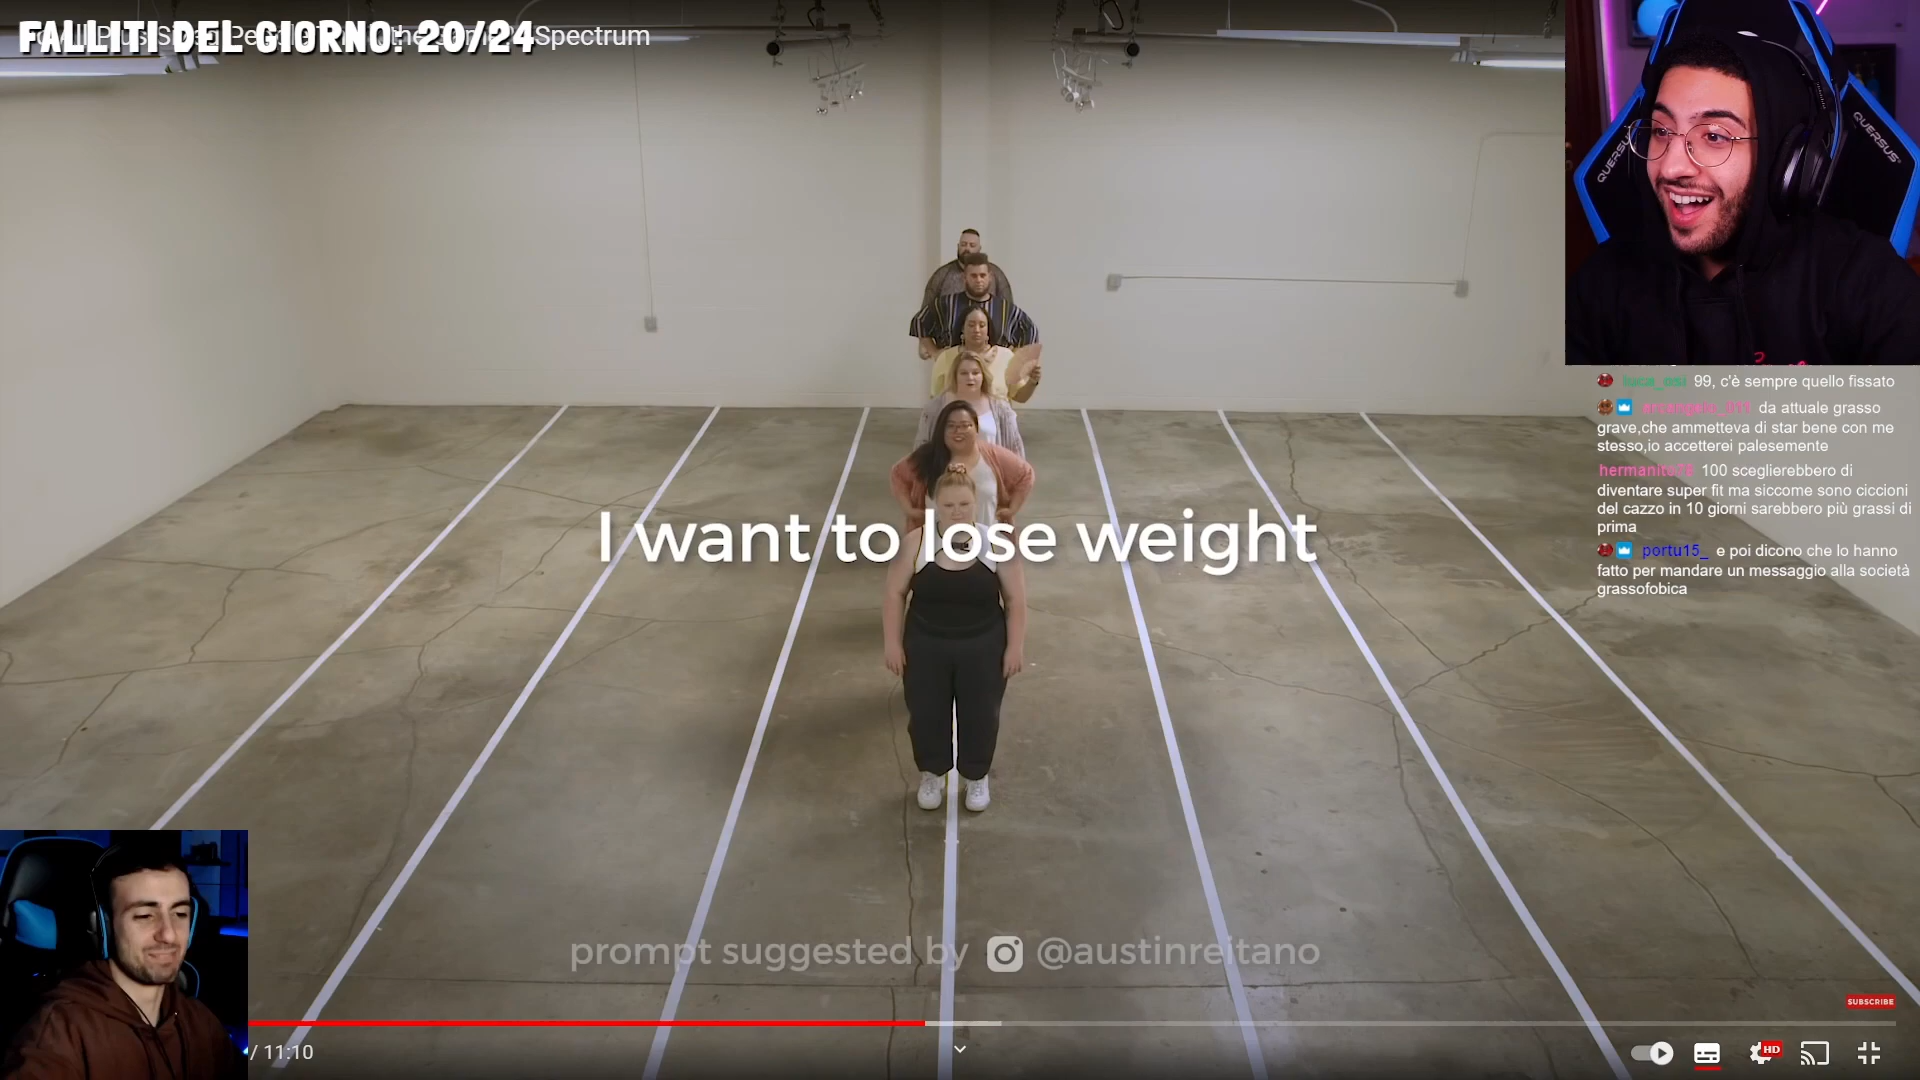 FALLITI DEL GIORNO: 20/24
Spectrum
QUERSUS
QUERSUS
99, c'è sempre quello fissato
da attuale grasso
grave,che ammetteva di star bene con me
stesso,io accetterei palesemente
100 sceglierebbero di
diventare super fit ma siccome sono ciccioni
del cazzo in 10 giorni sarebbero più grassi di
prima
portu15_ e poi dicono che lo hanno
fatto per mandare un messaggio alla società
grassofobica
I want to lose weight
prompt suggested by @austinreitano
SUBSCRIBE
/ 11:10
HD